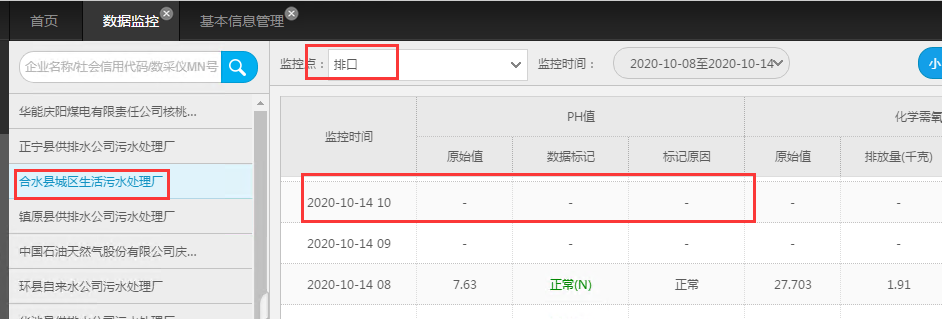 首页 数据监控 基本信息管理
企业名称/社会信用代码/数采仪MN号
监控点： 排口 监控时间： 2020-10-08至2020-10-14 小
华能庆阳煤电有限责任公司核桃...
正宁县供排水公司污水处理厂
合水县城区生活污水处理厂
镇原县供排水公司污水处理厂
中国石油天然气股份有限公司庆...
环县自来水公司污水处理厂
监控时间 PH值 化学需氧
原始值 数据标记 标记原因 原始值 排放量(千克)
2020-10-14 10 - - - - -
2020-10-14 09 - - - - -
2020-10-14 08 7.63 正常(N) 正常 27.703 1.91